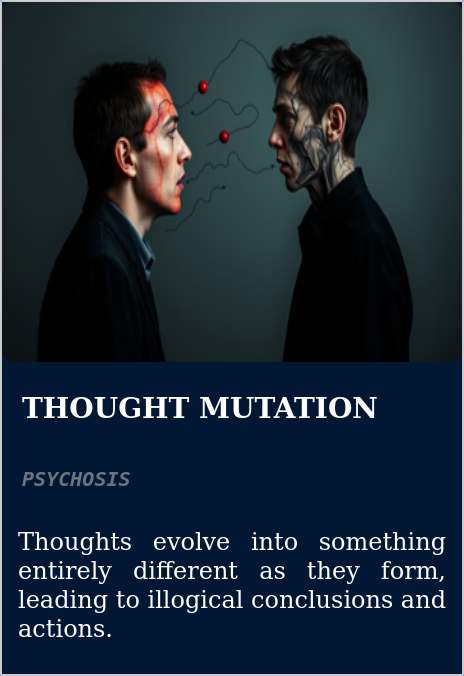 THOUGHT MUTATION
PSYCHOSIS
Thoughts evolve into something
entirely different as they form,
leading to illogical conclusions and
actions.